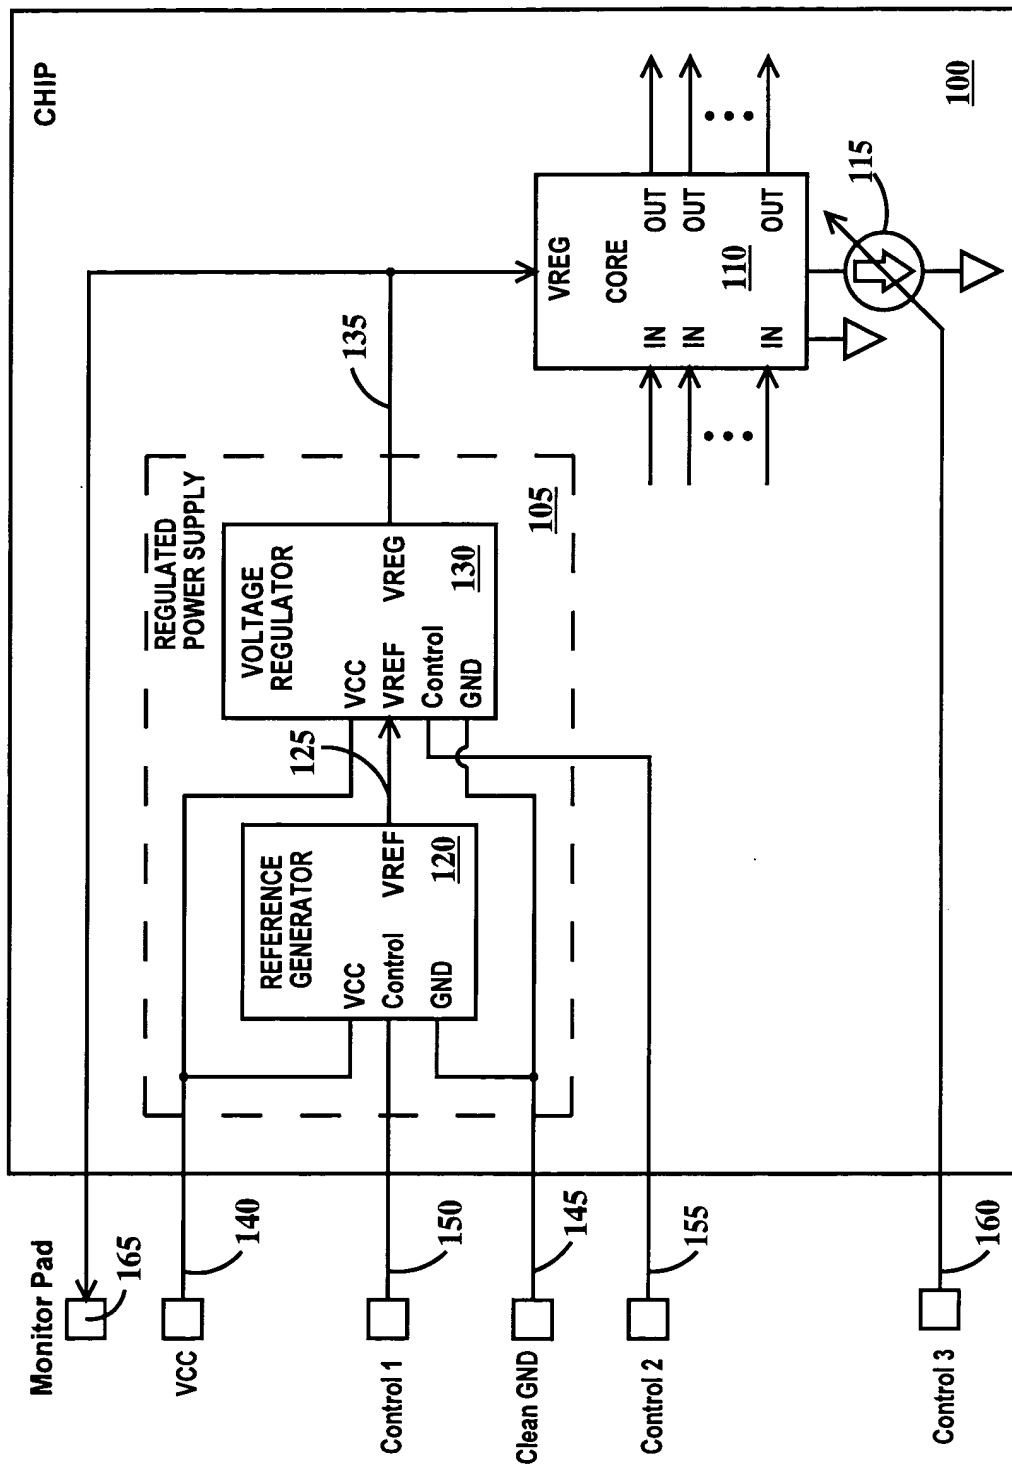 CHIP
100
Monitor Pad
165
REGULATED
POWER SUPPLY
105
135
VOLTAGE
REGULATOR
VCC
VREF
VREG
Control
GND
130
125
REFERENCE
GENERATOR
VCC
Control
VREF
GND
120
VREG
CORE
110
IN
OUT
IN
OUT
IN
OUT
115
VCC
140
Control 1
150
Clean GND
145
Control 2
155
Control 3
160